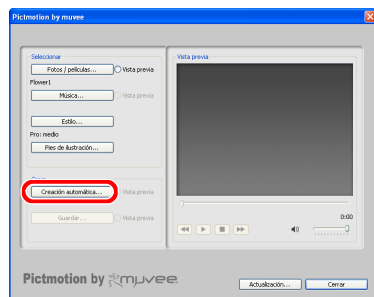 Pictmotion by muvee
Seleccionar
Fotos / películas...
Vista previa
Flower1
Música...
Vista previa
Estilo...
Pro: medio
Pies de ilustración...
Creación automática...
Vista previa
Guardar...
Vista previa
Vista previa
0:00
Pictmotion by muvee.
Actualización...
Cerrar